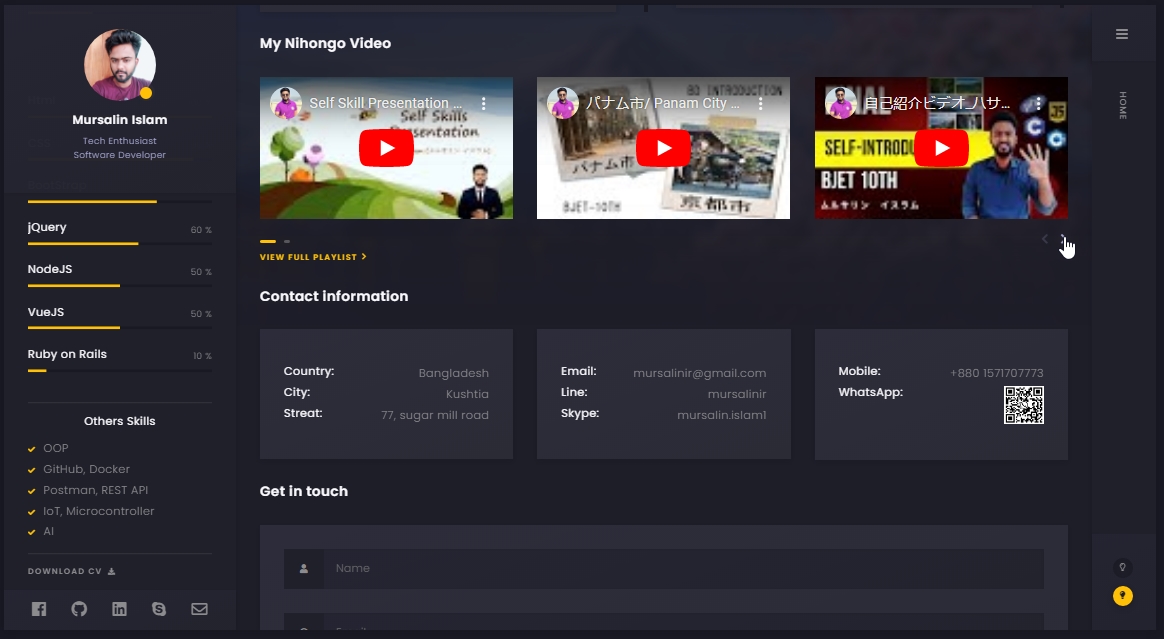 Mursalin Islam
Tech Enthusiast
Software Developer
jQuery 60 %
NodeJS 50 %
VueJS 50 %
Ruby on Rails 10 %
Others Skills
OOP
GitHub, Docker
Postman, REST API
IoT, Microcontroller
AI
DOWNLOAD CV
My Nihongo Video
Self Skill Presentation ...
Self Skills
Presentation
パナム市/ Panam City ...
BD INTRODUCTION
パナム市
京都市
BJET-10TH
自己紹介ビデオ_ハサ...
SELF-INTRODU
BJET 10TH
ムルサリン イスラム
VIEW FULL PLAYLIST
Contact information
Country: Bangladesh
City: Kushtia
Streat: 77, sugar mill road
Email: mursalinir@gmail.com
Line: mursalinir
Skype: mursalin.islam1
Mobile: +880 1571707773
WhatsApp:
Get in touch
Name
HOME